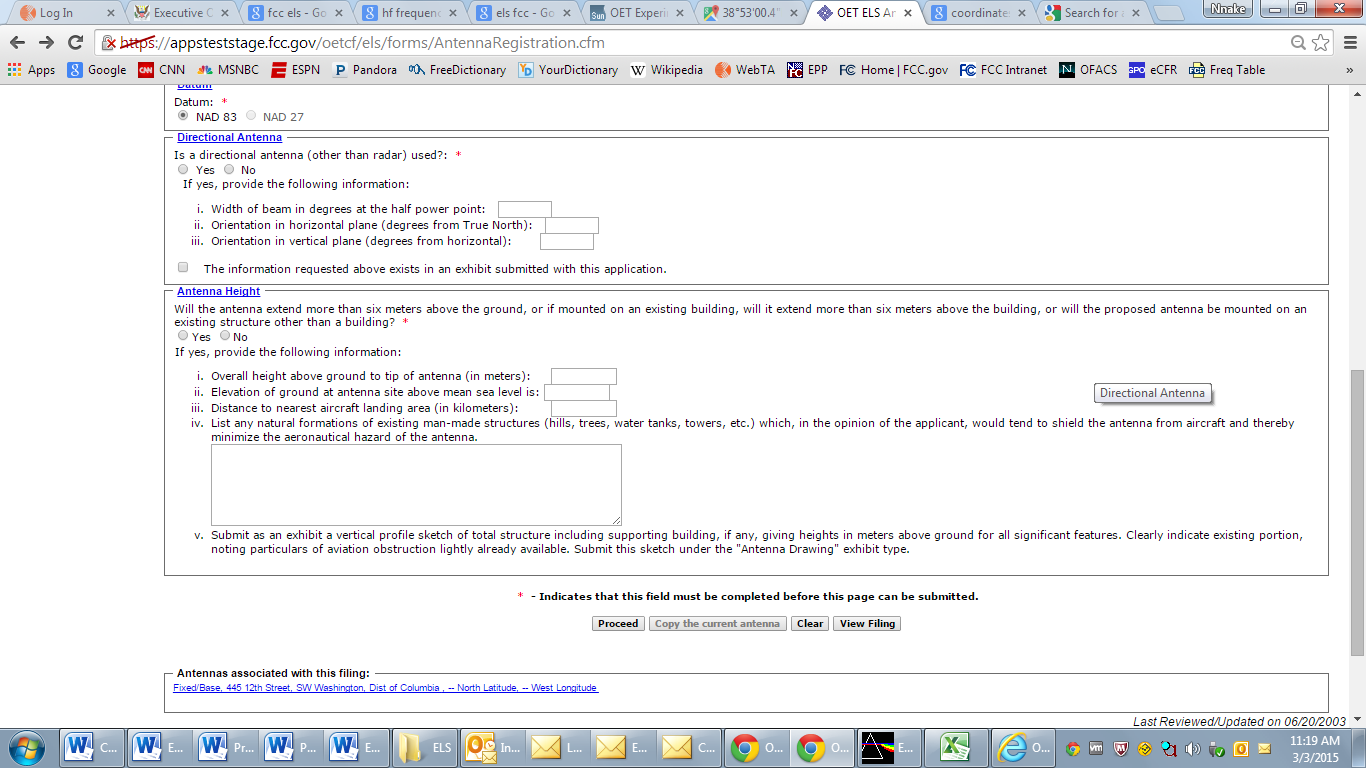 Nnake
Log In
Executive O
fcc els - Go
hf frequenc
els fcc - Go
OET Experi
38°53'00.4"
OET ELS An
coordinates
Search for a
https://appsteststage.fcc.gov/oetcf/els/forms/AntennaRegistration.cfm
Apps Google CNN MSNBC ESPN Pandora FreeDictionary YourDictionary Wikipedia WebTA EPP Home | FCC.gov FCC Intranet OFACS eCFR Freq Table »
Datum
Datum: *
NAD 83 NAD 27
Directional Antenna
Is a directional antenna (other than radar) used?: *
Yes No
If yes, provide the following information:
i. Width of beam in degrees at the half power point:
ii. Orientation in horizontal plane (degrees from True North):
iii. Orientation in vertical plane (degrees from horizontal):
The information requested above exists in an exhibit submitted with this application.
Antenna Height
Will the antenna extend more than six meters above the ground, or if mounted on an existing building, will it extend more than six meters above the building, or will the proposed antenna be mounted on an
existing structure other than a building? *
Yes No
If yes, provide the following information:
i. Overall height above ground to tip of antenna (in meters):
ii. Elevation of ground at antenna site above mean sea level is:
iii. Distance to nearest aircraft landing area (in kilometers):
Directional Antenna
iv. List any natural formations of existing man-made structures (hills, trees, water tanks, towers, etc.) which, in the opinion of the applicant, would tend to shield the antenna from aircraft and thereby
minimize the aeronautical hazard of the antenna.
v. Submit as an exhibit a vertical profile sketch of total structure including supporting building, if any, giving heights in meters above ground for all significant features. Clearly indicate existing portion,
noting particulars of aviation obstruction lightly already available. Submit this sketch under the "Antenna Drawing" exhibit type.
* - Indicates that this field must be completed before this page can be submitted.
Proceed Copy the current antenna Clear View Filing
Antennas associated with this filing:
Fixed/Base, 445 12th Street, SW Washington, Dist of Columbia , -- North Latitude, -- West Longitude
Last Reviewed/Updated on 06/20/2003
C... E... Pr... P... E... ELS In... L... E... C... O... O... E... O...
11:19 AM
3/3/2015